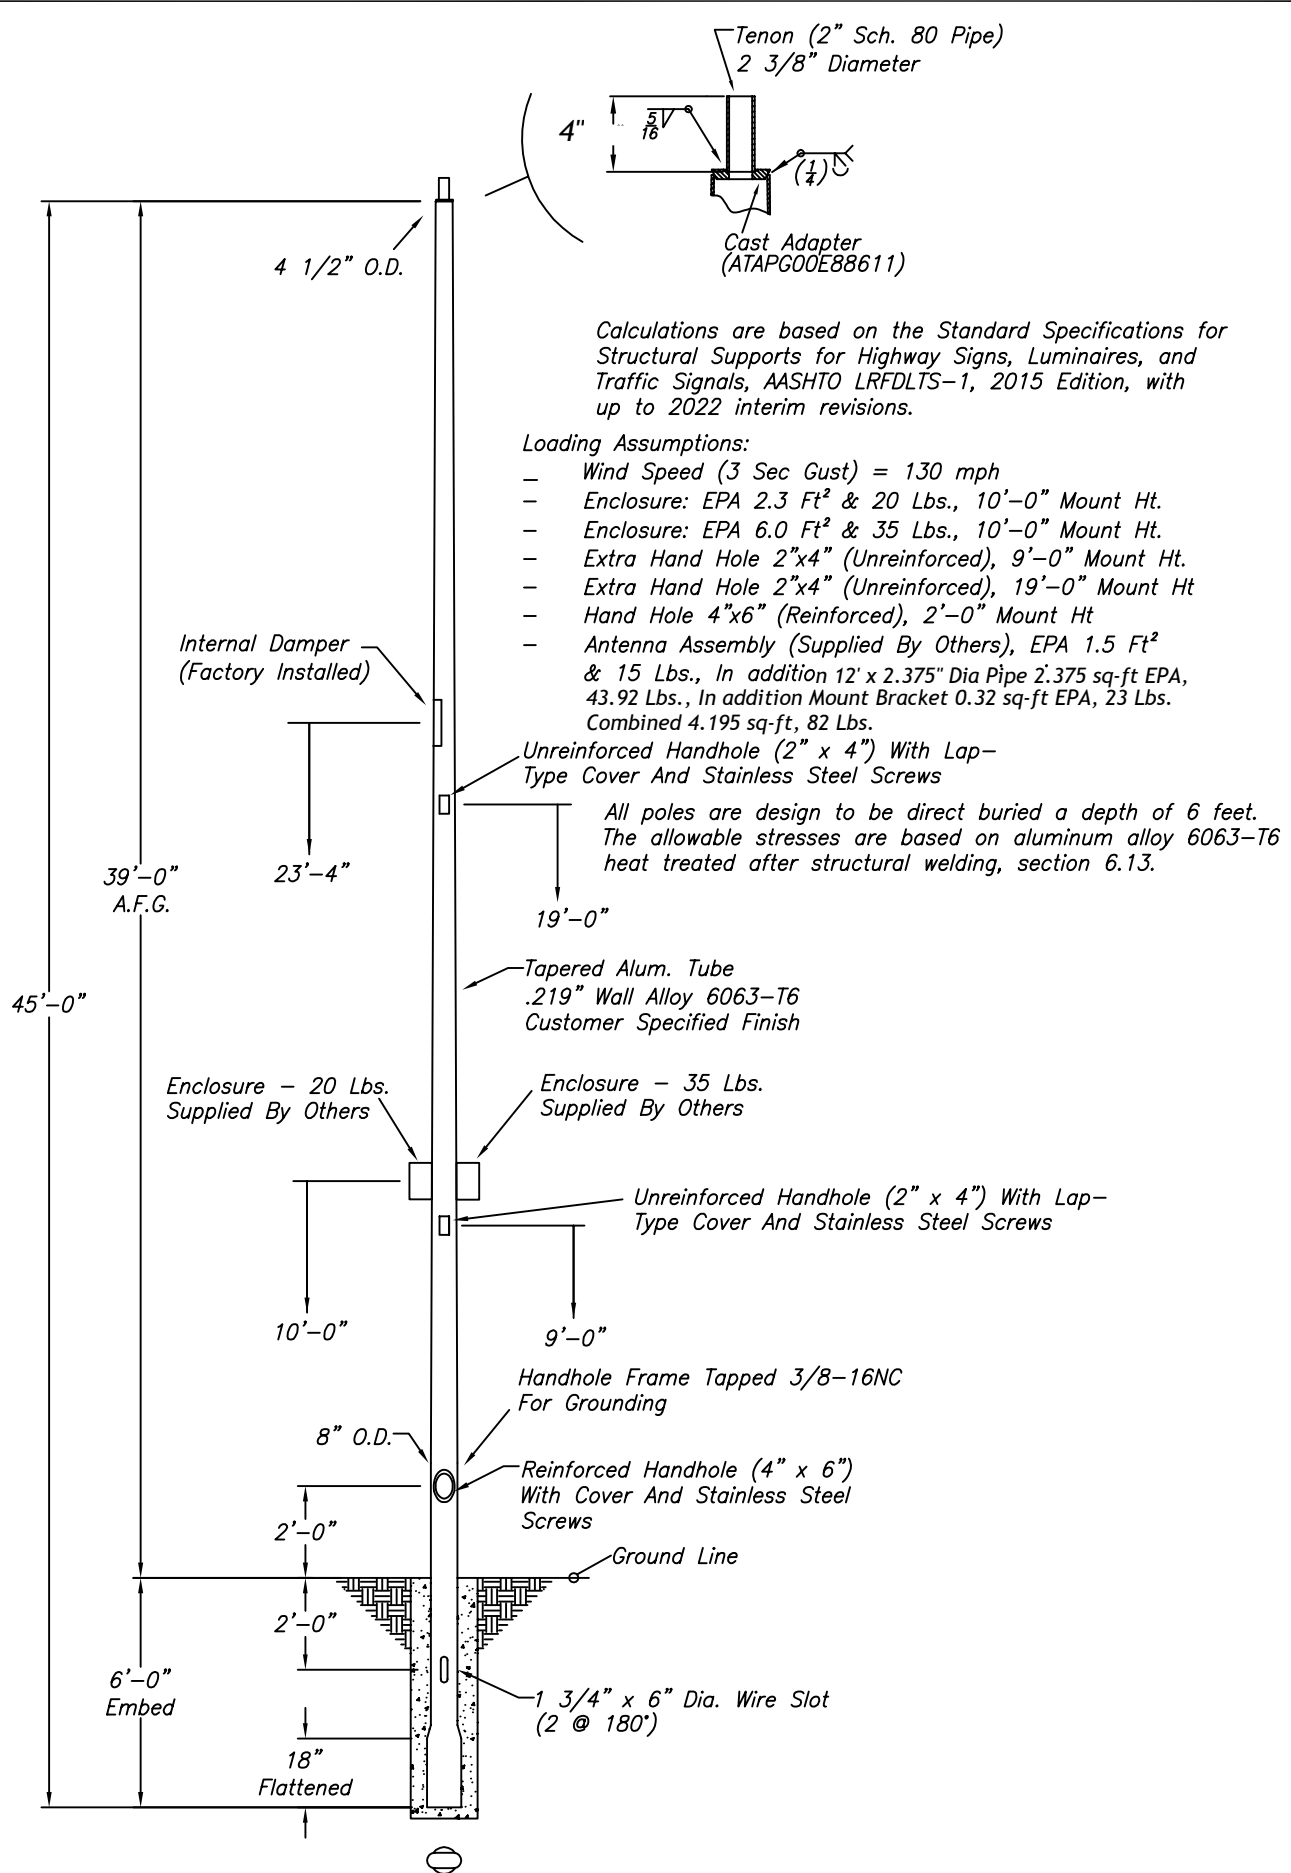 Tenon (2" Sch. 80 Pipe)
2 3/8" Diameter
4"
5/16
(1/4)
Cast Adapter
(ATAPG00E88611)
4 1/2" O.D.
Calculations are based on the Standard Specifications for
Structural Supports for Highway Signs, Luminaires, and
Traffic Signals, AASHTO LRFDLTS-1, 2015 Edition, with
up to 2022 interim revisions.
Loading Assumptions:
_ Wind Speed (3 Sec Gust) = 130 mph
- Enclosure: EPA 2.3 Ft² & 20 Lbs., 10'-0" Mount Ht.
- Enclosure: EPA 6.0 Ft² & 35 Lbs., 10'-0" Mount Ht.
- Extra Hand Hole 2"x4" (Unreinforced), 9'-0" Mount Ht.
- Extra Hand Hole 2"x4" (Unreinforced), 19'-0" Mount Ht
- Hand Hole 4"x6" (Reinforced), 2'-0" Mount Ht
- Antenna Assembly (Supplied By Others), EPA 1.5 Ft²
& 15 Lbs., In addition 12' x 2.375" Dia Pipe 2.375 sq-ft EPA,
43.92 Lbs., In addition Mount Bracket 0.32 sq-ft EPA, 23 Lbs.
Combined 4.195 sq-ft, 82 Lbs.
Internal Damper
(Factory Installed)
Unreinforced Handhole (2" x 4") With Lap-
Type Cover And Stainless Steel Screws
All poles are design to be direct buried a depth of 6 feet.
The allowable stresses are based on aluminum alloy 6063-T6
heat treated after structural welding, section 6.13.
39'-0"
A.F.G.
23'-4"
19'-0"
45'-0"
Tapered Alum. Tube
.219" Wall Alloy 6063-T6
Customer Specified Finish
Enclosure - 20 Lbs.
Supplied By Others
Enclosure - 35 Lbs.
Supplied By Others
Unreinforced Handhole (2" x 4") With Lap-
Type Cover And Stainless Steel Screws
10'-0"
9'-0"
Handhole Frame Tapped 3/8-16NC
For Grounding
8" O.D.
Reinforced Handhole (4" x 6")
With Cover And Stainless Steel
Screws
2'-0"
Ground Line
2'-0"
6'-0"
Embed
1 3/4" x 6" Dia. Wire Slot
(2 @ 180°)
18"
Flattened